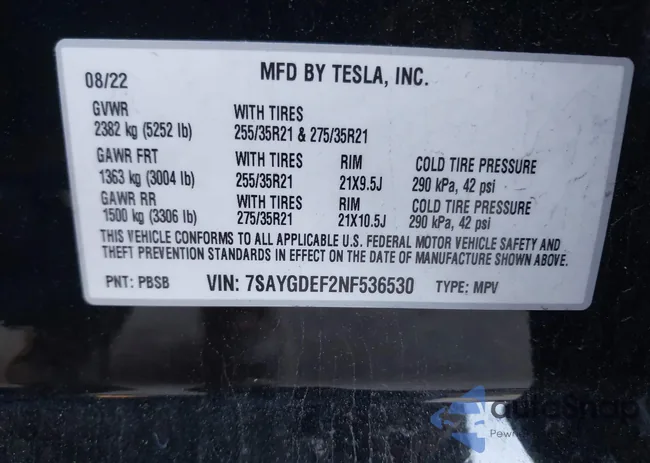 08/22 MFD BY TESLA, INC.
GVWR WITH TIRES
2382 kg (5252 lb) 255/35R21 & 275/35R21
GAWR FRT WITH TIRES RIM COLD TIRE PRESSURE
1363 kg (3004 lb) 255/35R21 21X9.5J 290 kPa, 42 psi
GAWR RR WITH TIRES RIM COLD TIRE PRESSURE
1500 kg (3306 lb) 275/35R21 21X10.5J 290 kPa, 42 psi
THIS VEHICLE CONFORMS TO ALL APPLICABLE U.S. FEDERAL MOTOR VEHICLE SAFETY AND
THEFT PREVENTION STANDARDS IN EFFECT ON THE DATE OF MANUFACTURE SHOWN ABOVE.
PNT: PBSB VIN: 7SAYGDEF2NF536530 TYPE: MPV
autoSnap